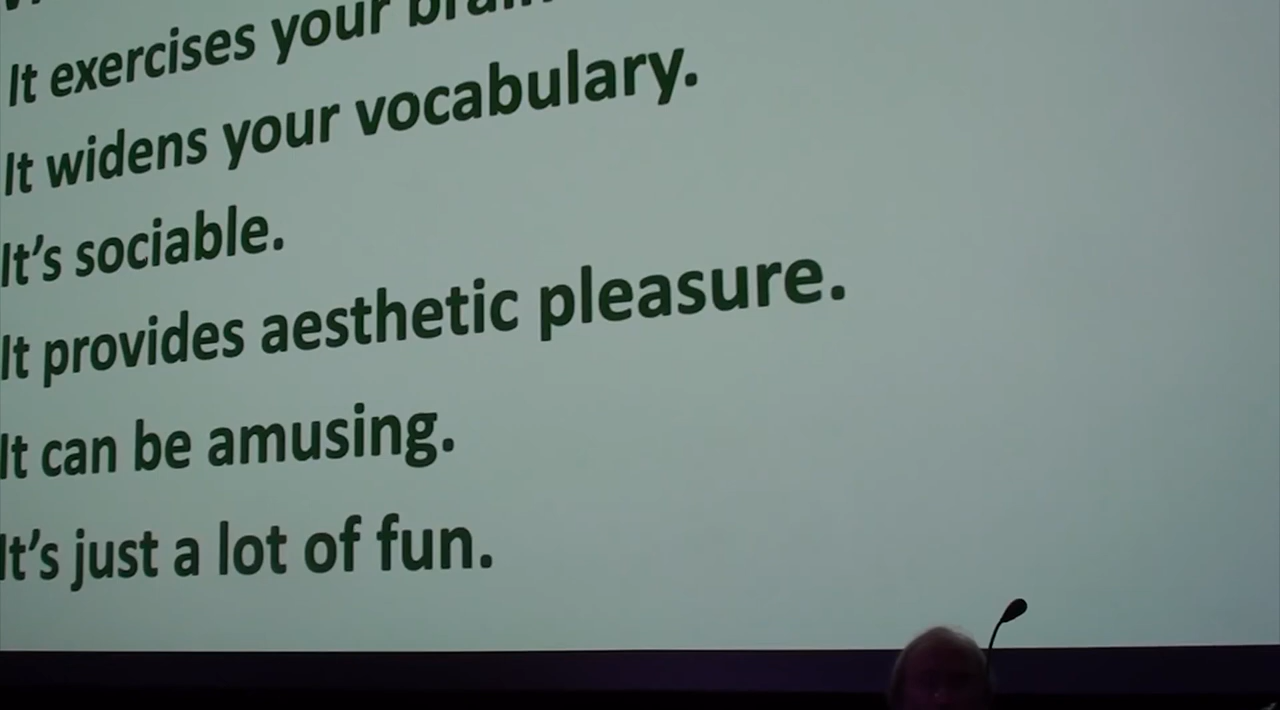 It exercises your brain
It widens your vocabulary.
It's sociable.
It provides aesthetic pleasure.
It can be amusing.
It's just a lot of fun.